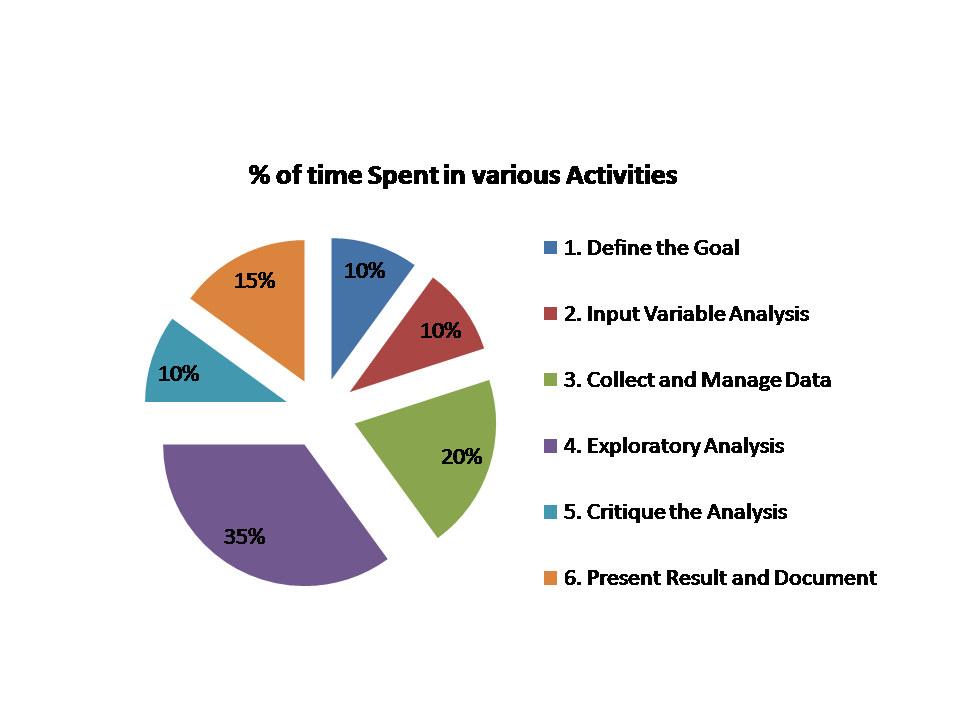 % of time Spent in various Activities
10%
10%
20%
35%
10%
15%
1. Define the Goal
2. Input Variable Analysis
3. Collect and Manage Data
4. Exploratory Analysis
5. Critique the Analysis
6. Present Result and Document